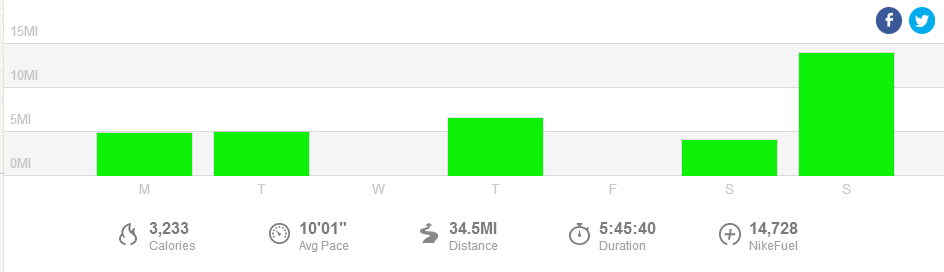 15MI
10MI
5MI
0MI
M T W T F S S
3,233 10'01" 34.5MI 5:45:40 14,728
Calories Avg Pace Distance Duration NikeFuel